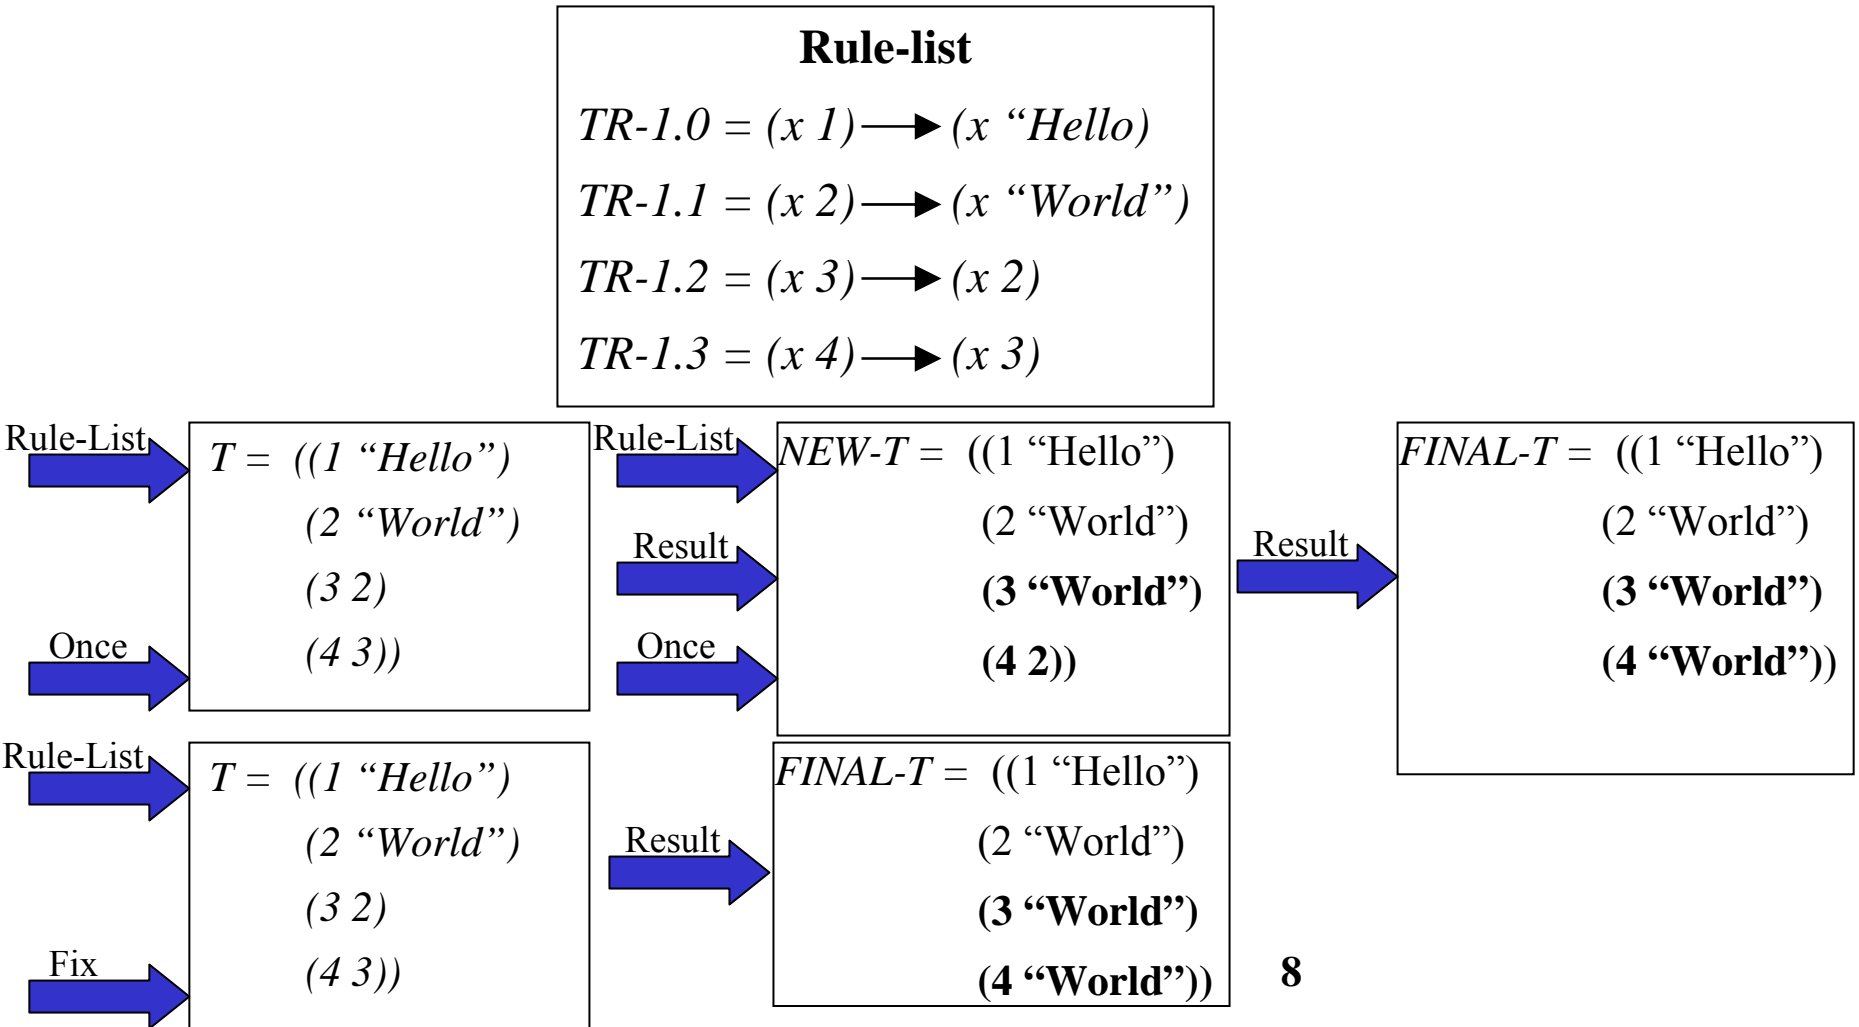 Rule-list
TR-1.0 = (x 1) (x “Hello)
TR-1.1 = (x 2) (x “World”)
TR-1.2 = (x 3) (x 2)
TR-1.3 = (x 4) (x 3)
Rule-List
T = ((1 “Hello”)
(2 “World”)
(3 2)
(4 3))
Once
Rule-List
Result
Once
NEW-T = ((1 “Hello”)
(2 “World”)
(3 “World”)
(4 2))
Result
FINAL-T = ((1 “Hello”)
(2 “World”)
(3 “World”)
(4 “World”))
Rule-List
T = ((1 “Hello”)
(2 “World”)
(3 2)
(4 3))
Fix
Result
FINAL-T = ((1 “Hello”)
(2 “World”)
(3 “World”)
(4 “World”))
8